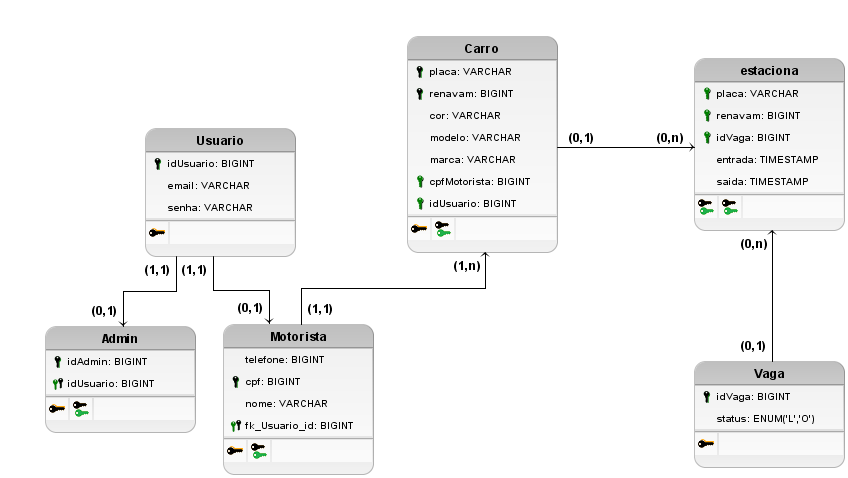 Carro
placa: VARCHAR
renavam: BIGINT
cor: VARCHAR
modelo: VARCHAR
marca: VARCHAR
cpfMotorista: BIGINT
idUsuario: BIGINT
(0,1)
(0,n)
estaciona
placa: VARCHAR
renavam: BIGINT
idVaga: BIGINT
entrada: TIMESTAMP
saida: TIMESTAMP
Usuario
idUsuario: BIGINT
email: VARCHAR
senha: VARCHAR
(1,1)
(1,1)
(0,1)
(0,1)
(1,1)
(1,n)
(0,n)
(0,1)
Admin
idAdmin: BIGINT
idUsuario: BIGINT
Motorista
telefone: BIGINT
cpf: BIGINT
nome: VARCHAR
fk_Usuario_id: BIGINT
Vaga
idVaga: BIGINT
status: ENUM('L','O')